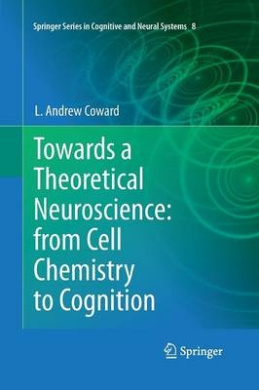 Springer Series in Cognitive and Neural Systems 8
L. Andrew Coward
Towards a
Theoretical
Neuroscience:
from Cell
Chemistry
to Cognition
Springer